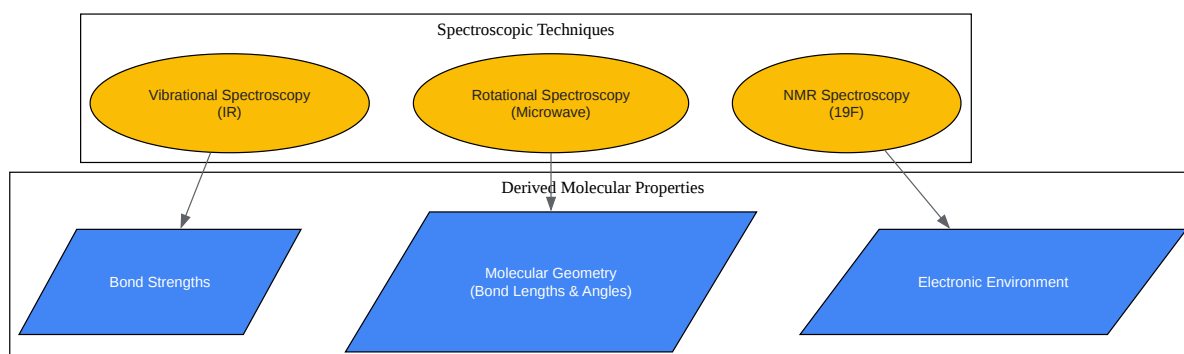 Spectroscopic Techniques
Vibrational Spectroscopy
(IR)
Rotational Spectroscopy
(Microwave)
NMR Spectroscopy
(19F)
Derived Molecular Properties
Bond Strengths
Molecular Geometry
(Bond Lengths & Angles)
Electronic Environment